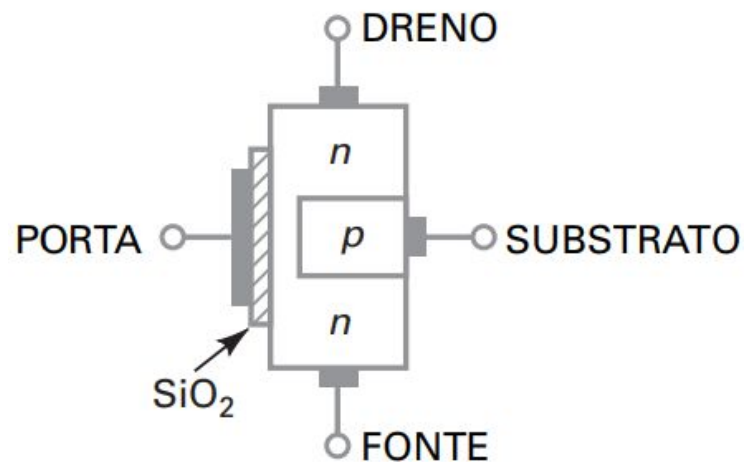 DRENO
n
PORTA
p
SUBSTRATO
n
SiO₂
FONTE